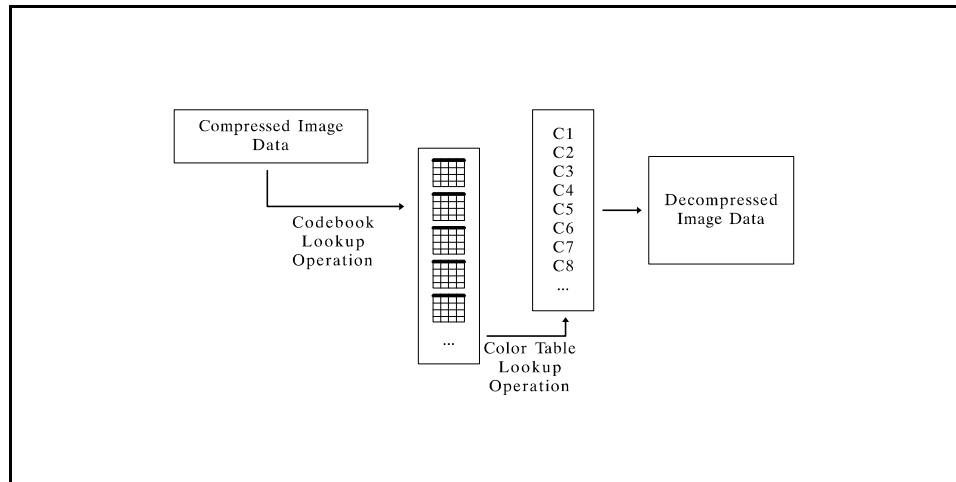 Compressed Image
Data
Codebook
Lookup
Operation
...
Color Table
Lookup
Operation
C1
C2
C3
C4
C5
C6
C7
C8
...
Decompressed
Image Data